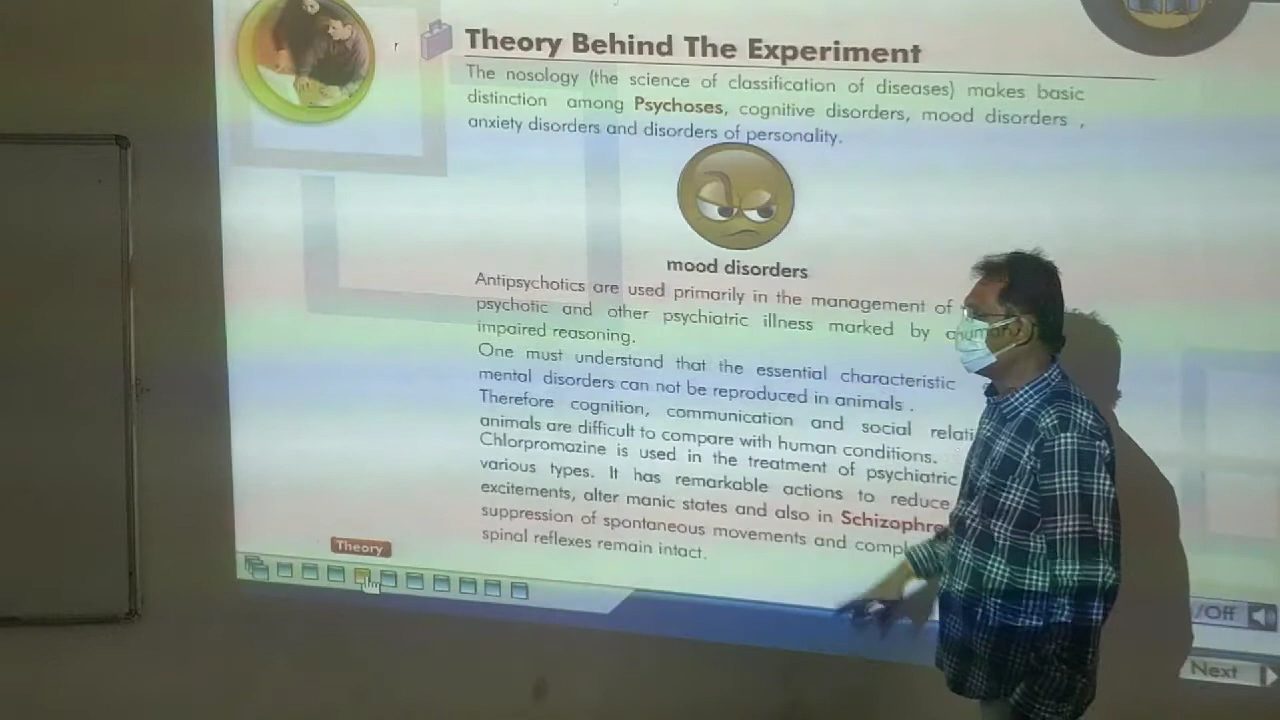 Theory Behind The Experiment
The nosology (the science of classification of diseases) makes basic
distinction among Psychoses, cognitive disorders, mood disorders ,
anxiety disorders and disorders of personality.
mood disorders
Antipsychotics are used primarily in the management of
psychotic and other psychiatric illness marked by
impaired reasoning.
One must understand that the essential characteristic
mental disorders can not be reproduced in animals .
Therefore cognition, communication and social
animals are difficult to compare with human conditions.
Chlorpromazine is used in the treatment of psychiatric
various types. It has remarkable actions to reduce
excitements, alter manic states and also in
suppression of spontaneous movements and
spinal reflexes remain intact.
Theory
/Off
Next